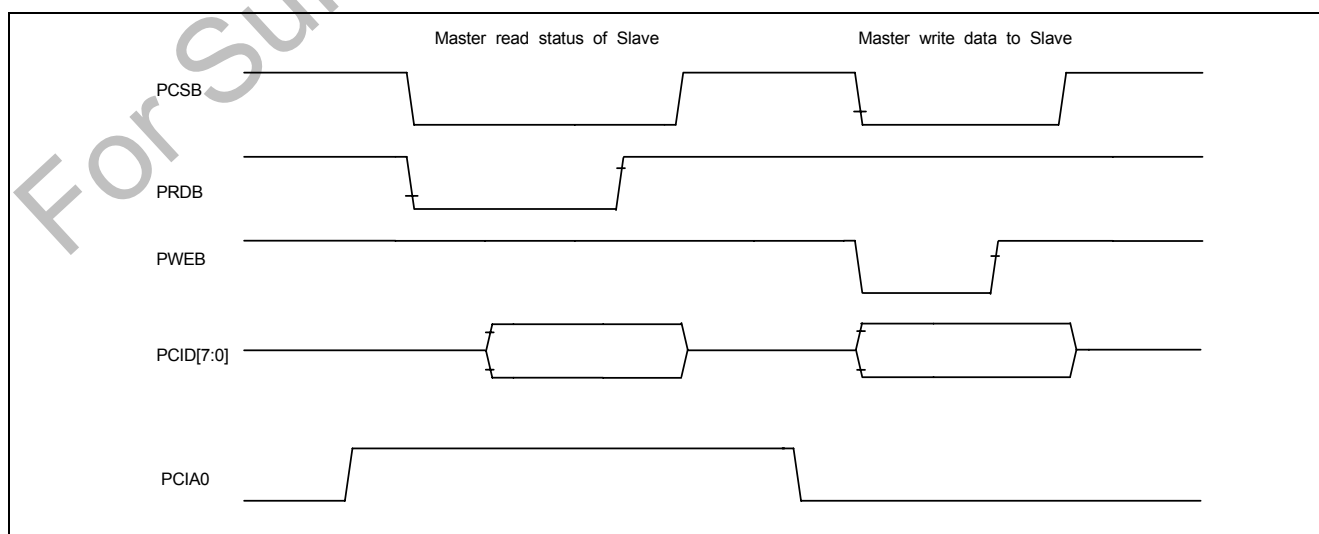 Master read status of Slave
Master write data to Slave
PCSB
PRDB
PWEB
PCID[7:0]
PCIA0